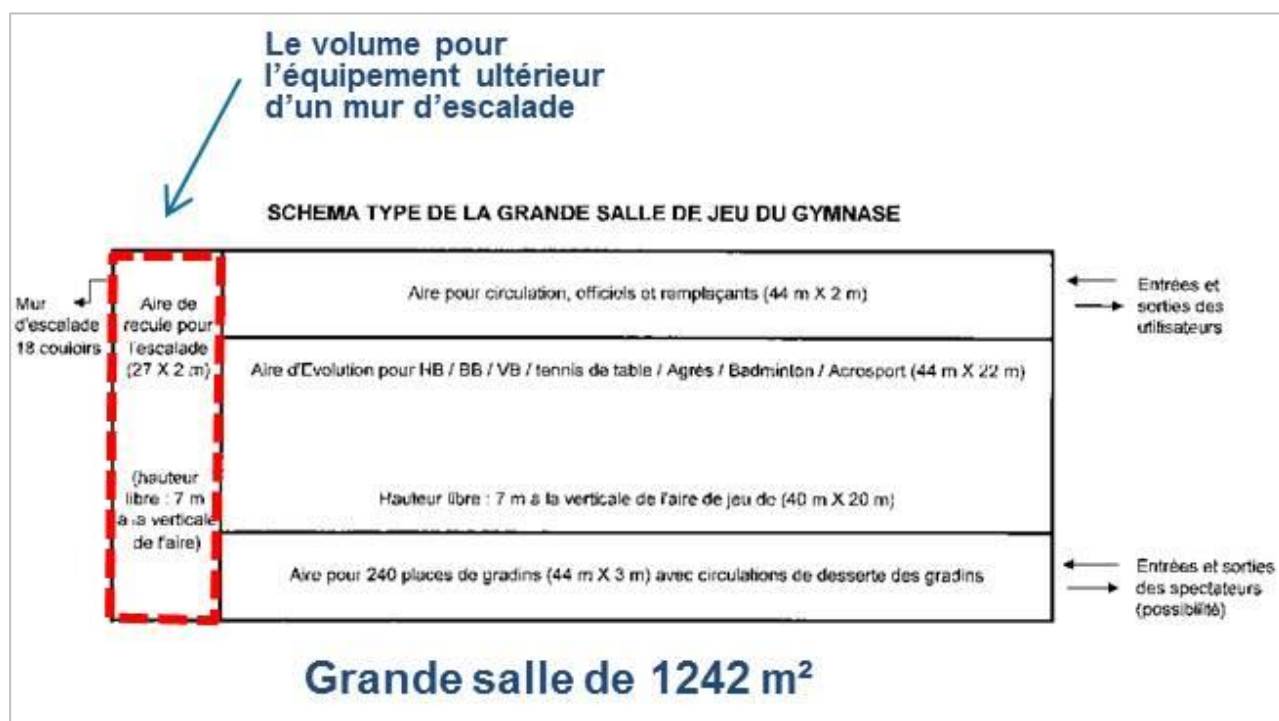 Le volume pour
l'équipement ultérieur
d'un mur d'escalade
SCHEMA TYPE DE LA GRANDE SALLE DE JEU DU GYMNASE
Mur
d'escalade
18 couloirs
Aire de
recule pour
l'escalade
(27 X 2 m)
(hauteur
libre : 7 m
a la verticale
de l'aire)
Aire pour circulation, officiels et remplaçants (44 m X 2 m)
Aire d'Evolution pour HB / BB / VB / tennis de table / Agrés / Badminton / Acrosport (44 m X 22 m)
Hauteur libre : 7 m a la verticale de l'aire de jeu de (40 m X 20 m)
Aire pour 240 places de gradins (44 m X 3 m) avec circulations de desserte des gradins
Entrées et
sorties des
utilisateurs
Entrées et sorties
des spectateurs
(possibilité)
Grande salle de 1242 m²